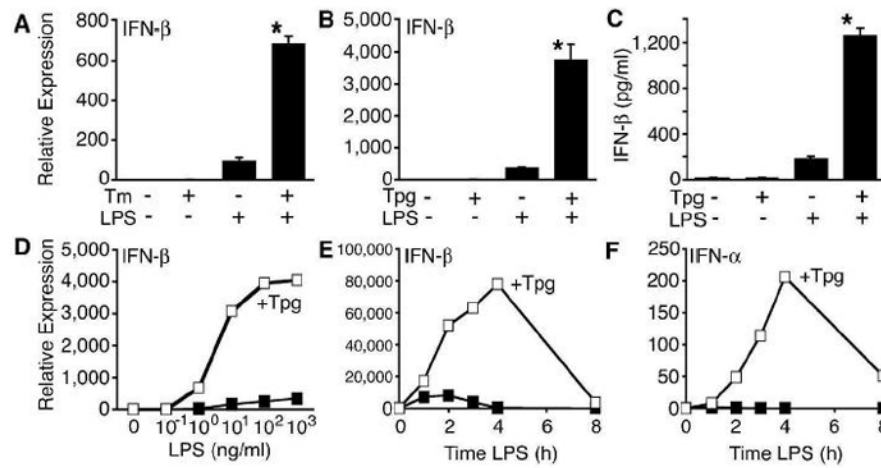 A IFN-β
Relative Expression
800
600
400
200
0
Tm - + - +
LPS - - + +
B IFN-β
5,000
4,000
3,000
2,000
1,000
0
Tpg - + - +
LPS - - + +
C
IFN-β (pg/ml)
1,200
900
600
300
0
Tpg - + - +
LPS - - + +
*
*
*
D IFN-β
Relative Expression
5,000
4,000
3,000
2,000
1,000
0
+Tpg
0 10⁻¹ 10⁰ 10¹ 10² 10³
LPS (ng/ml)
E IFN-β
100,000
80,000
60,000
40,000
20,000
0
+Tpg
0 2 4 6 8
Time LPS (h)
F IFN-α
250
200
150
100
50
0
+Tpg
0 2 4 6 8
Time LPS (h)